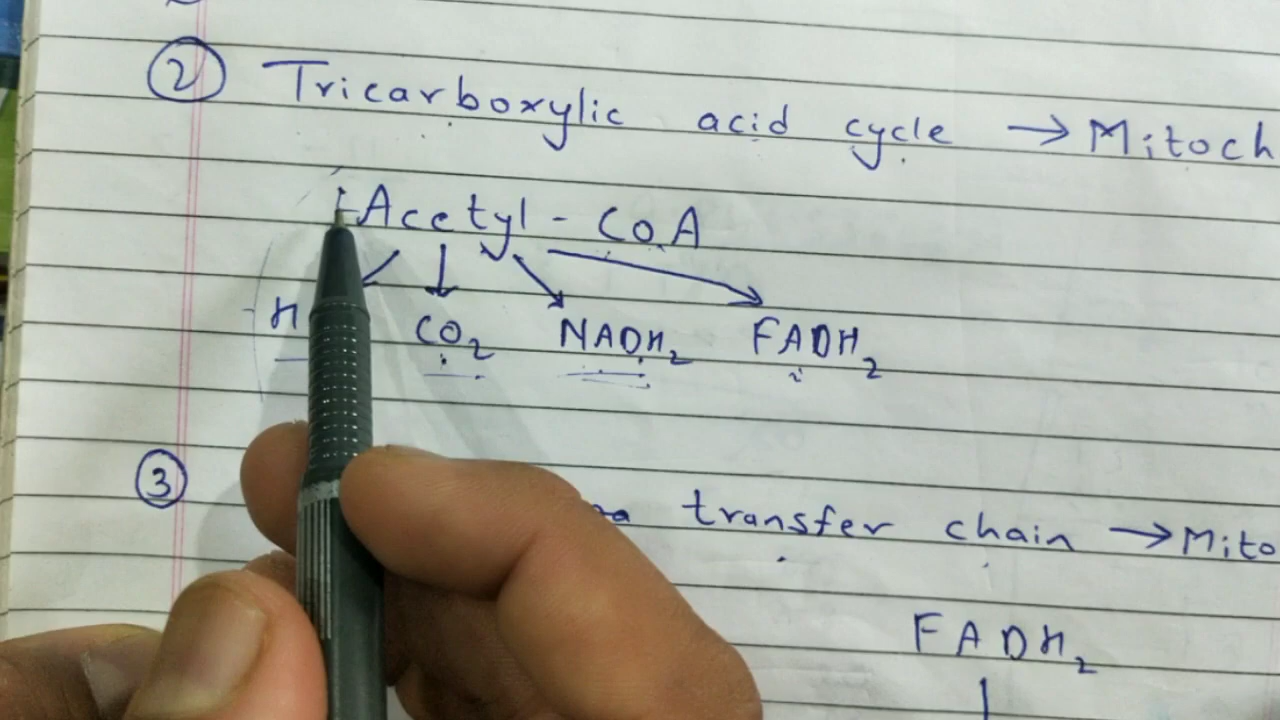 ② Tricarboxylic acid cycle → Mitoch
Acetyl - CoA
H CO₂ NADH₂ FADH₂
③ transfer chain → Mito
FADH₂